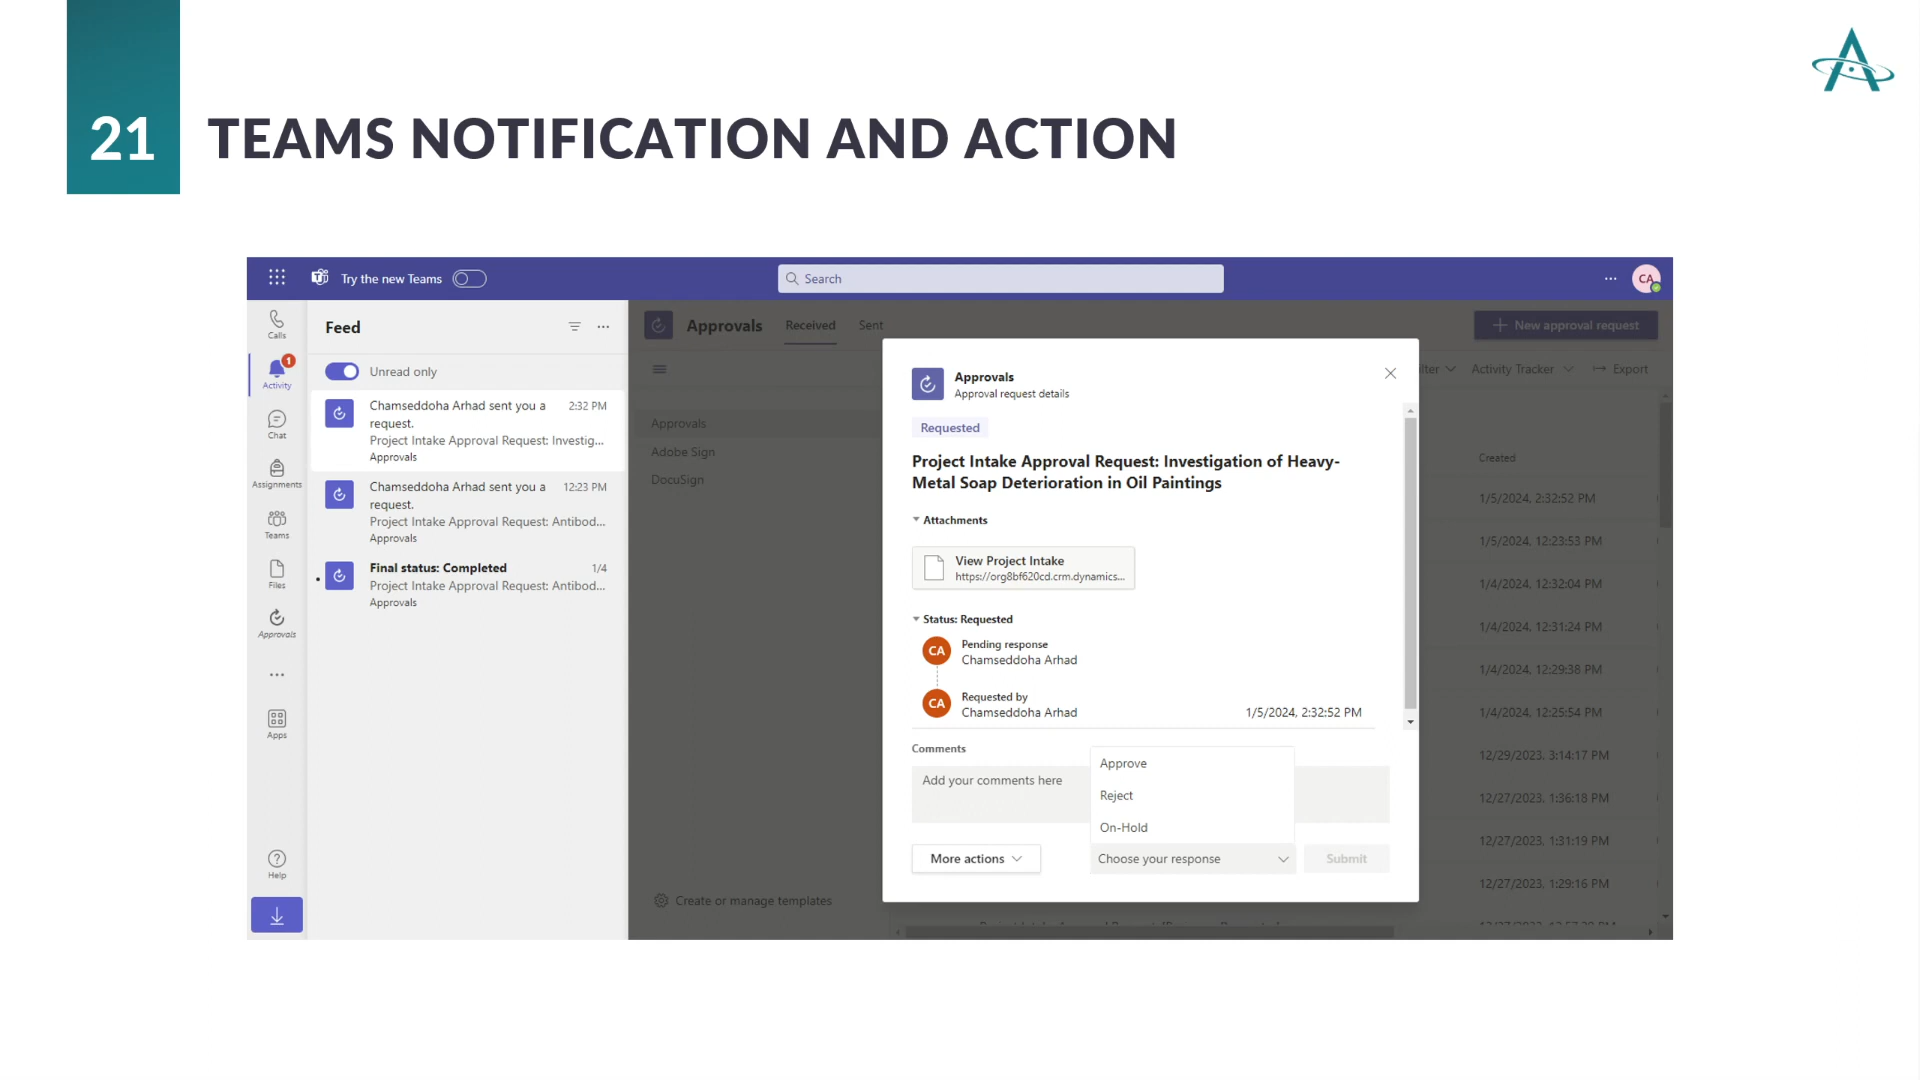 21
TEAMS NOTIFICATION AND ACTION
Try the new Teams
Search
CA
Calls
1
Activity
Chat
Assignments
Teams
Files
Approvals
Apps
Help
Feed
Unread only
Chamseddoha Arhad sent you a request.
2:32 PM
Project Intake Approval Request: Investig...
Approvals
Chamseddoha Arhad sent you a request.
12:23 PM
Project Intake Approval Request: Antibod...
Approvals
Final status: Completed
1/4
Project Intake Approval Request: Antibod...
Approvals
Approvals
Received
Sent
New approval request
Activity Tracker
Export
Approvals
Adobe Sign
DocuSign
Create or manage templates
Approvals
Approval request details
Requested
Project Intake Approval Request: Investigation of Heavy-
Metal Soap Deterioration in Oil Paintings
Attachments
View Project Intake
https://org8bf620cd.crm.dynamics...
Status: Requested
CA
Pending response
Chamseddoha Arhad
CA
Requested by
Chamseddoha Arhad
1/5/2024, 2:32:52 PM
Comments
Add your comments here
Approve
Reject
On-Hold
More actions
Choose your response
Submit
Created
1/5/2024, 2:32:52 PM
1/5/2024, 12:23:53 PM
1/4/2024, 12:32:04 PM
1/4/2024, 12:31:24 PM
1/4/2024, 12:29:38 PM
1/4/2024, 12:25:54 PM
12/29/2023, 3:14:17 PM
12/27/2023, 1:36:18 PM
12/27/2023, 1:31:19 PM
12/27/2023, 1:29:16 PM